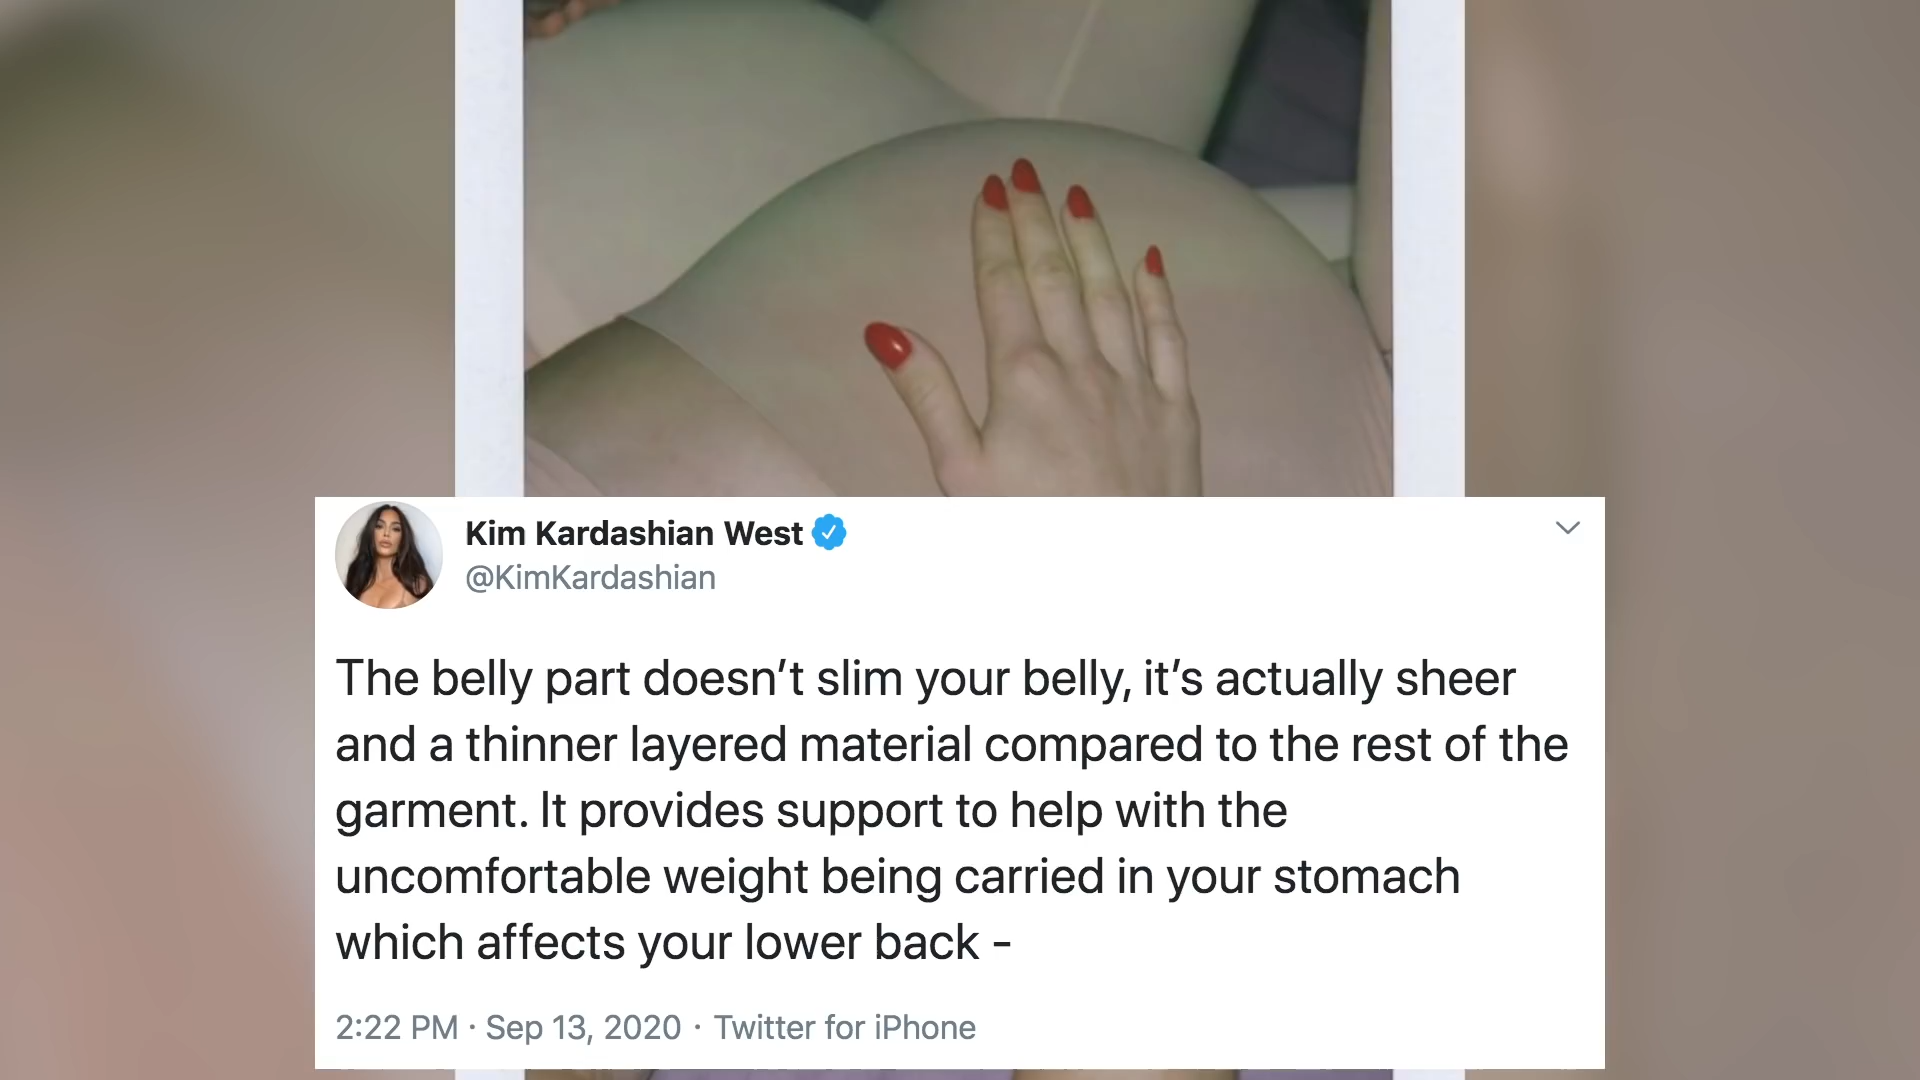 Kim Kardashian West
@KimKardashian
The belly part doesn’t slim your belly, it’s actually sheer
and a thinner layered material compared to the rest of the
garment. It provides support to help with the
uncomfortable weight being carried in your stomach
which affects your lower back -
2:22 PM · Sep 13, 2020 · Twitter for iPhone